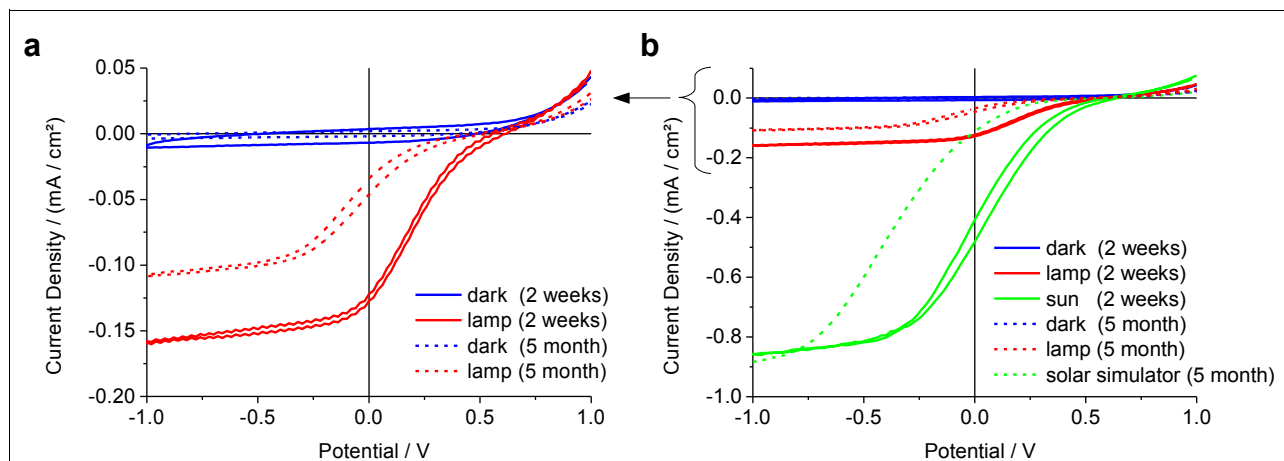 a
0.05
0.00
-0.05
-0.10
-0.15
-0.20
Current Density / (mA / cm²)
-1.0 -0.5 0.0 0.5 1.0
Potential / V
dark (2 weeks)
lamp (2 weeks)
dark (5 month)
lamp (5 month)
b
0.0
-0.2
-0.4
-0.6
-0.8
-1.0
Current Density / (mA / cm²)
-1.0 -0.5 0.0 0.5 1.0
Potential / V
dark (2 weeks)
lamp (2 weeks)
sun (2 weeks)
dark (5 month)
lamp (5 month)
solar simulator (5 month)